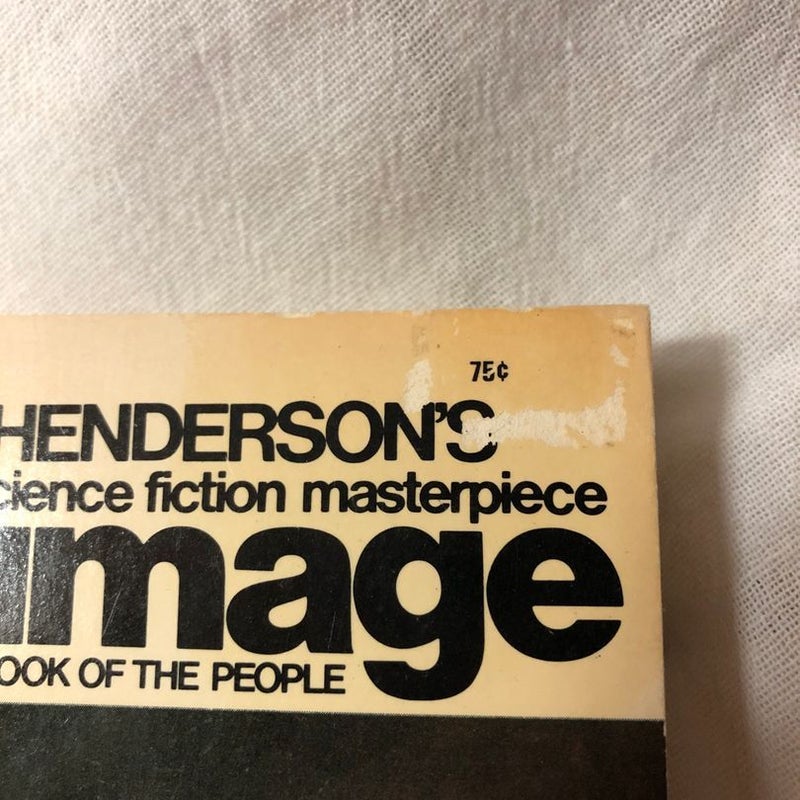 75¢
HENDERSON'S
cience fiction masterpiece
image
OOK OF THE PEOPLE